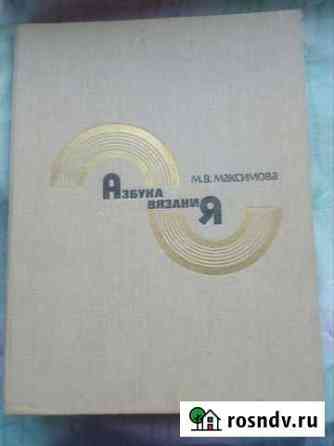 М.В. Максимова
Азбука
вязаниЯ
rosndv.ru